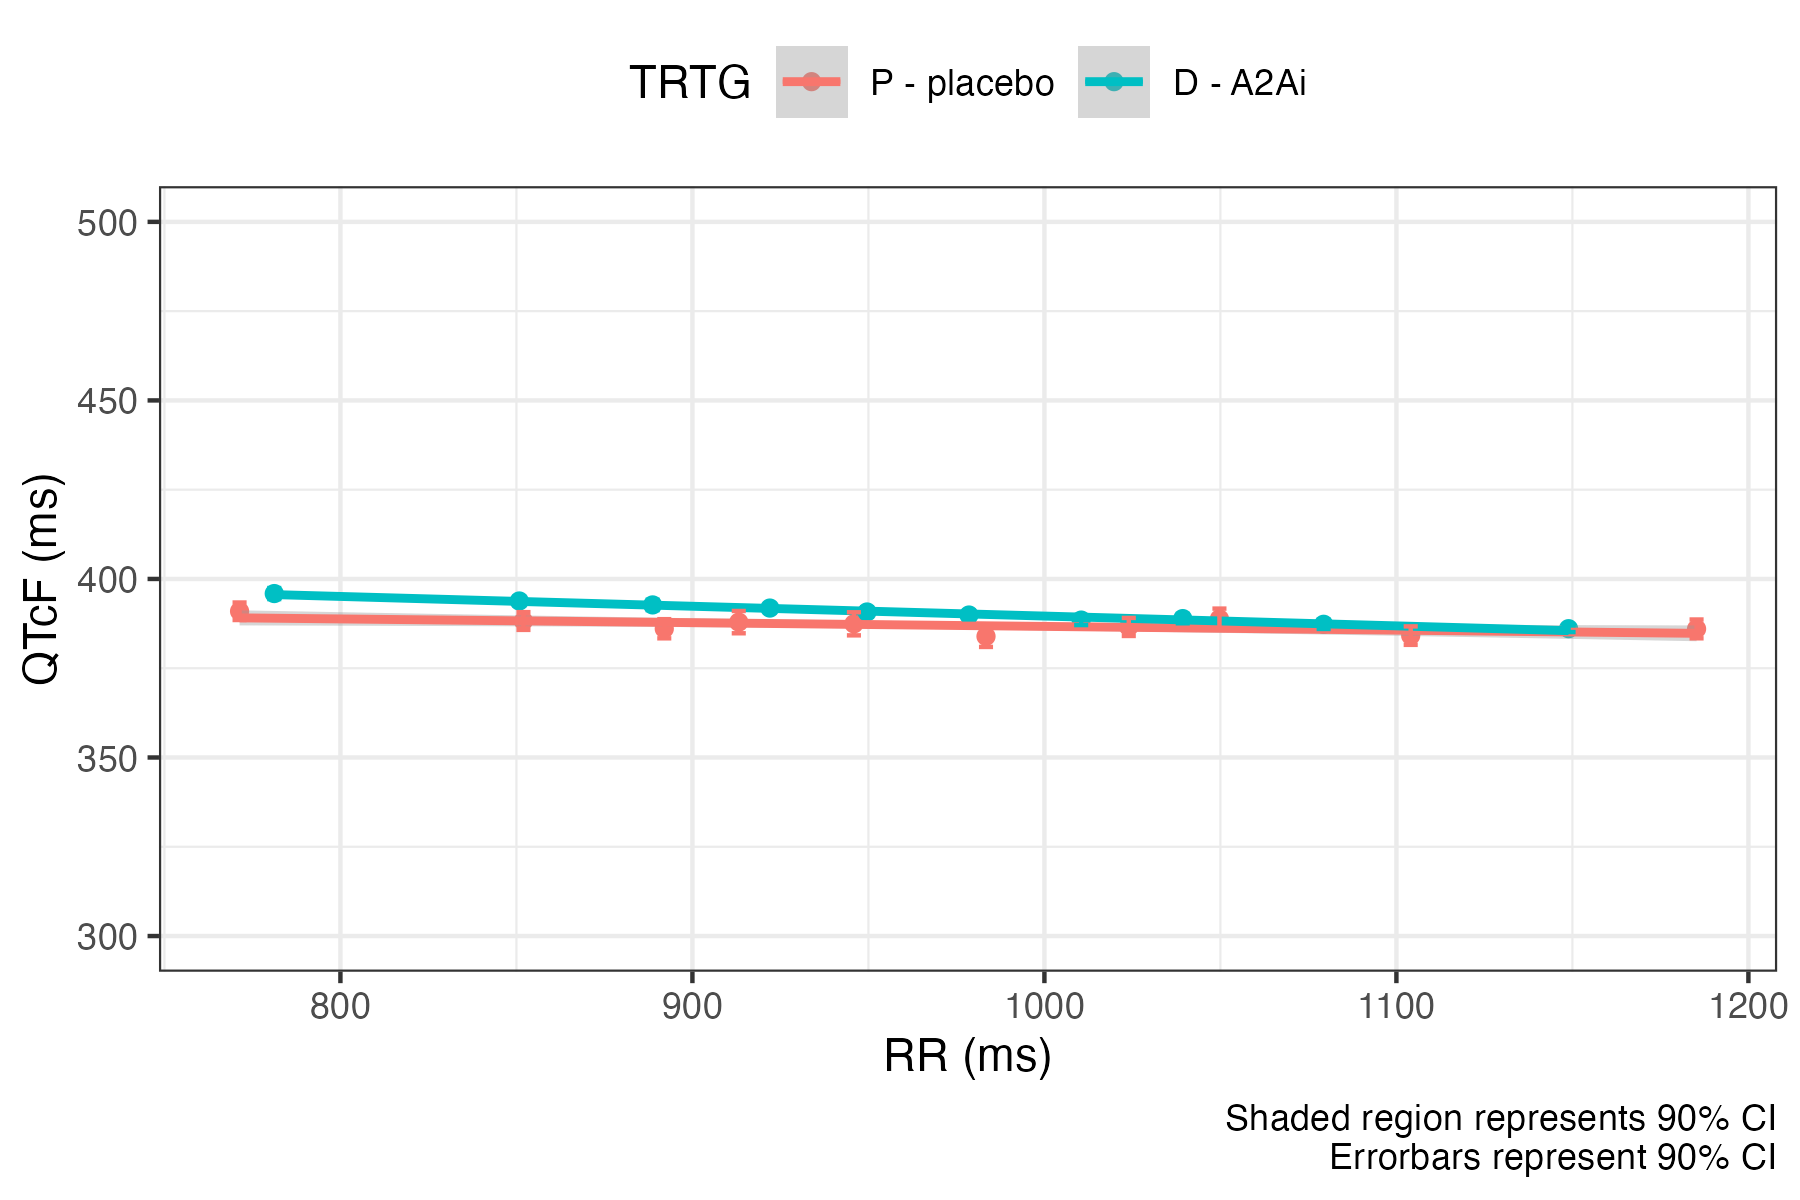 TRTG P - placebo D - A2Ai
500
450
400
350
300
QTcF (ms)
800 900 1000 1100 1200
RR (ms)
Shaded region represents 90% CI
Errorbars represent 90% CI